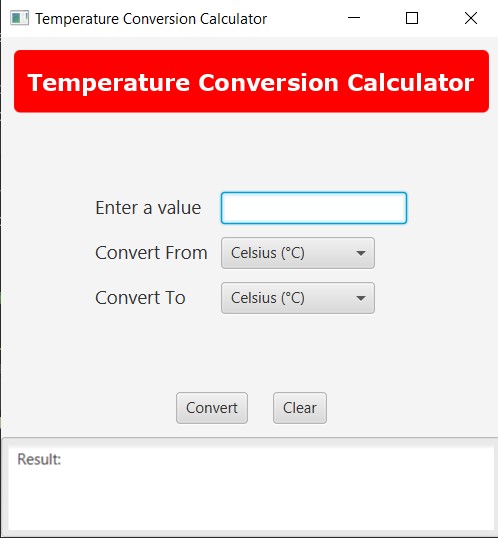 Temperature Conversion Calculator
Temperature Conversion Calculator
Enter a value
Convert From Celsius (°C)
Convert To Celsius (°C)
Convert Clear
Result: